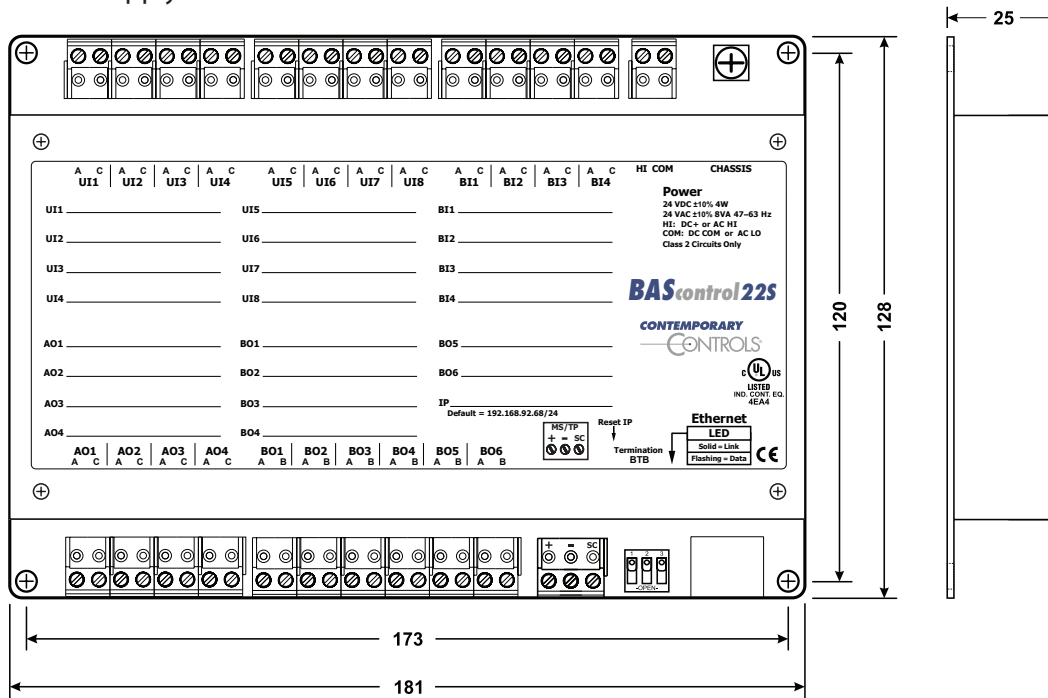 25
A C A C A C A C A C A C A C A C A C A C A C A C HI COM CHASSIS
UI1 UI2 UI3 UI4 UI5 UI6 UI7 UI8 BI1 BI2 BI3 BI4
Power
24 VDC ±10% 4W
24 VAC ±10% 8VA 47–63 Hz
HI: DC+ or AC HI
COM: DC COM or AC LO
Class 2 Circuits Only
UI1 UI5 BI1
UI2 UI6 BI2
UI3 UI7 BI3
UI4 UI8 BI4
BAScontrol22S
CONTEMPORARY
CONTROLS®
AO1 BO1 BO5
AO2 BO2 BO6
AO3 BO3 IP
Default = 192.168.92.68/24
AO4 BO4
C UL US
LISTED
IND. CONT. EQ.
4EA4
MS/TP
+ – SC
Reset IP
Termination
BTB
Ethernet
LED
Solid = Link
Flashing = Data
CE
AO1 AO2 AO3 AO4 BO1 BO2 BO3 BO4 BO5 BO6
A C A C A C A C A B A B A B A B A B A B
+ – SC
1 2 3
-OPEN-
120
128
173
181